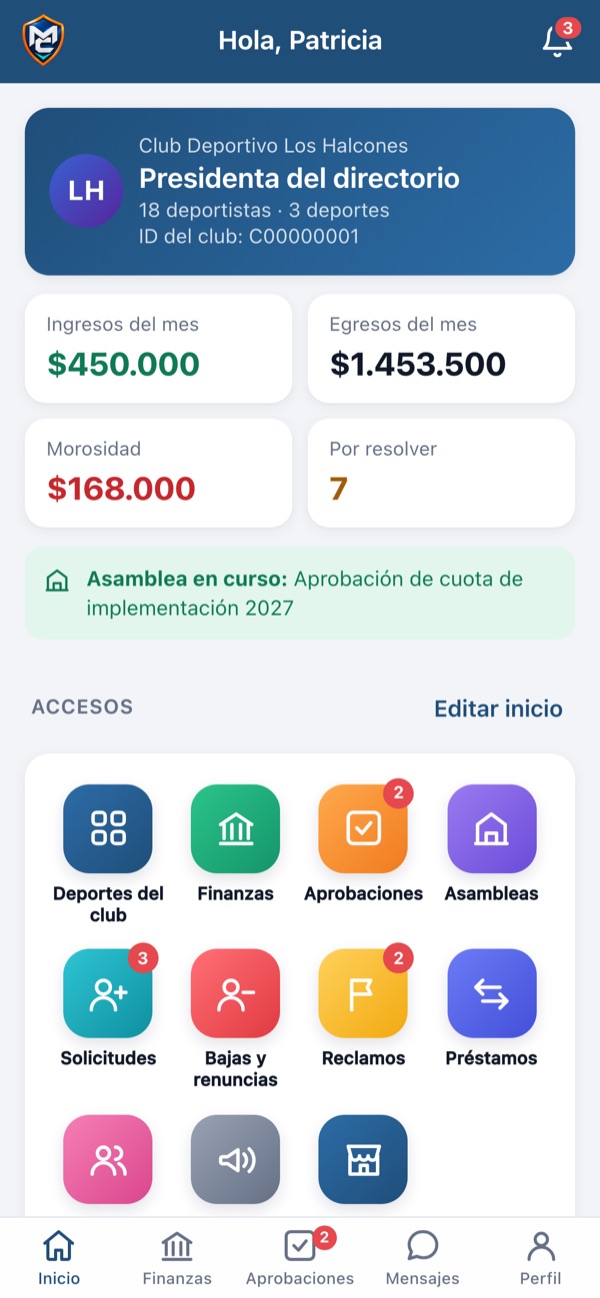 MC
Hola, Patricia
3
LH
Club Deportivo Los Halcones
Presidenta del directorio
18 deportistas · 3 deportes
ID del club: C00000001
Ingresos del mes
$450.000
Egresos del mes
$1.453.500
Morosidad
$168.000
Por resolver
7
Asamblea en curso: Aprobación de cuota de
implementación 2027
ACCESOS
Editar inicio
Deportes del
club
Finanzas
2
Aprobaciones
Asambleas
3
Solicitudes
Bajas y
renuncias
2
Reclamos
Préstamos
Inicio
Finanzas
2
Aprobaciones
Mensajes
Perfil